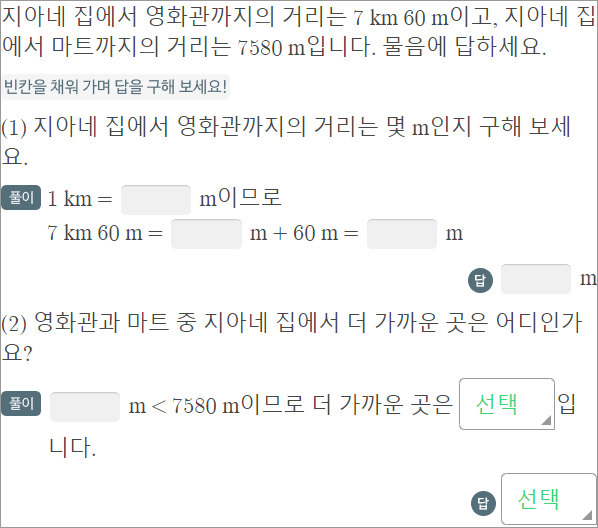 지아네 집에서 영화관까지의 거리는 7 km 60 m이고, 지아네 집
에서 마트까지의 거리는 7580 m입니다. 물음에 답하세요.
빈칸을 채워 가며 답을 구해 보세요!
(1) 지아네 집에서 영화관까지의 거리는 몇 m인지 구해 보세
요.
풀이 1 km = m이므로
7 km 60 m = m + 60 m = m
답 m
(2) 영화관과 마트 중 지아네 집에서 더 가까운 곳은 어디인가
요?
풀이 m < 7580 m이므로 더 가까운 곳은 선택 입
니다.
답 선택